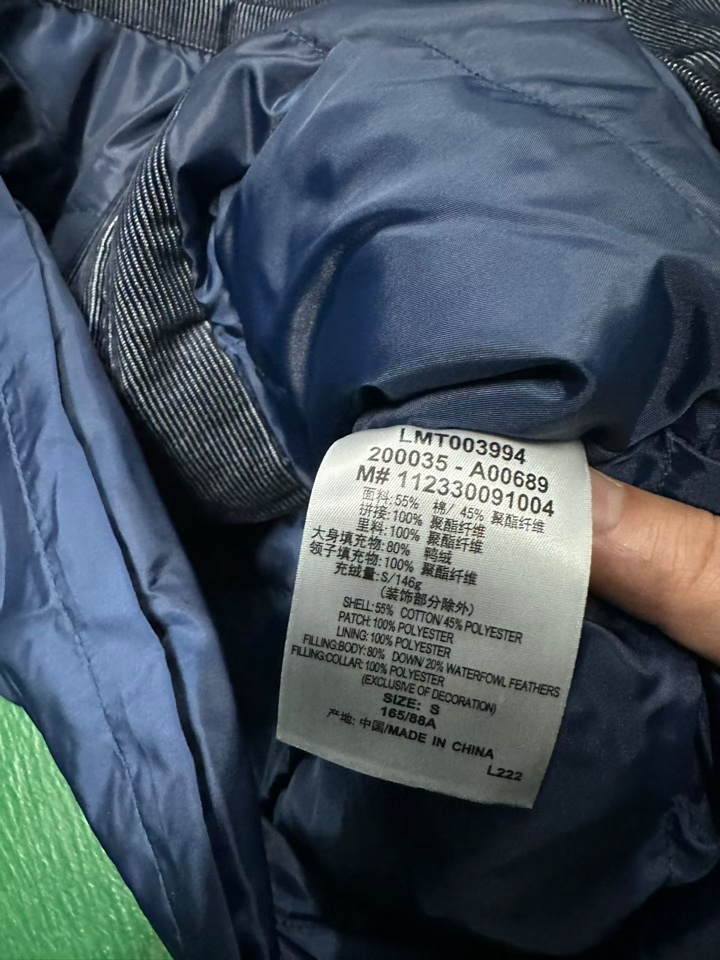 LMT003994
200035 - A00689
M# 112330091004
面料:55% 棉/ 45% 聚酯纤维
拼接:100% 聚酯纤维
里料:100% 聚酯纤维
大身填充物:80% 鸭绒
领子填充物:100% 聚酯纤维
充绒量:S/146g
(装饰部分除外)
SHELL:55% COTTON/ 45% POLYESTER
PATCH:100% POLYESTER
LINING:100% POLYESTER
FILLING:BODY:80% DOWN/ 20% WATERFOWL FEATHERS
FILLING:COLLAR:100% POLYESTER
(EXCLUSIVE OF DECORATION)
SIZE: S
165/88A
产地: 中国/MADE IN CHINA
L222